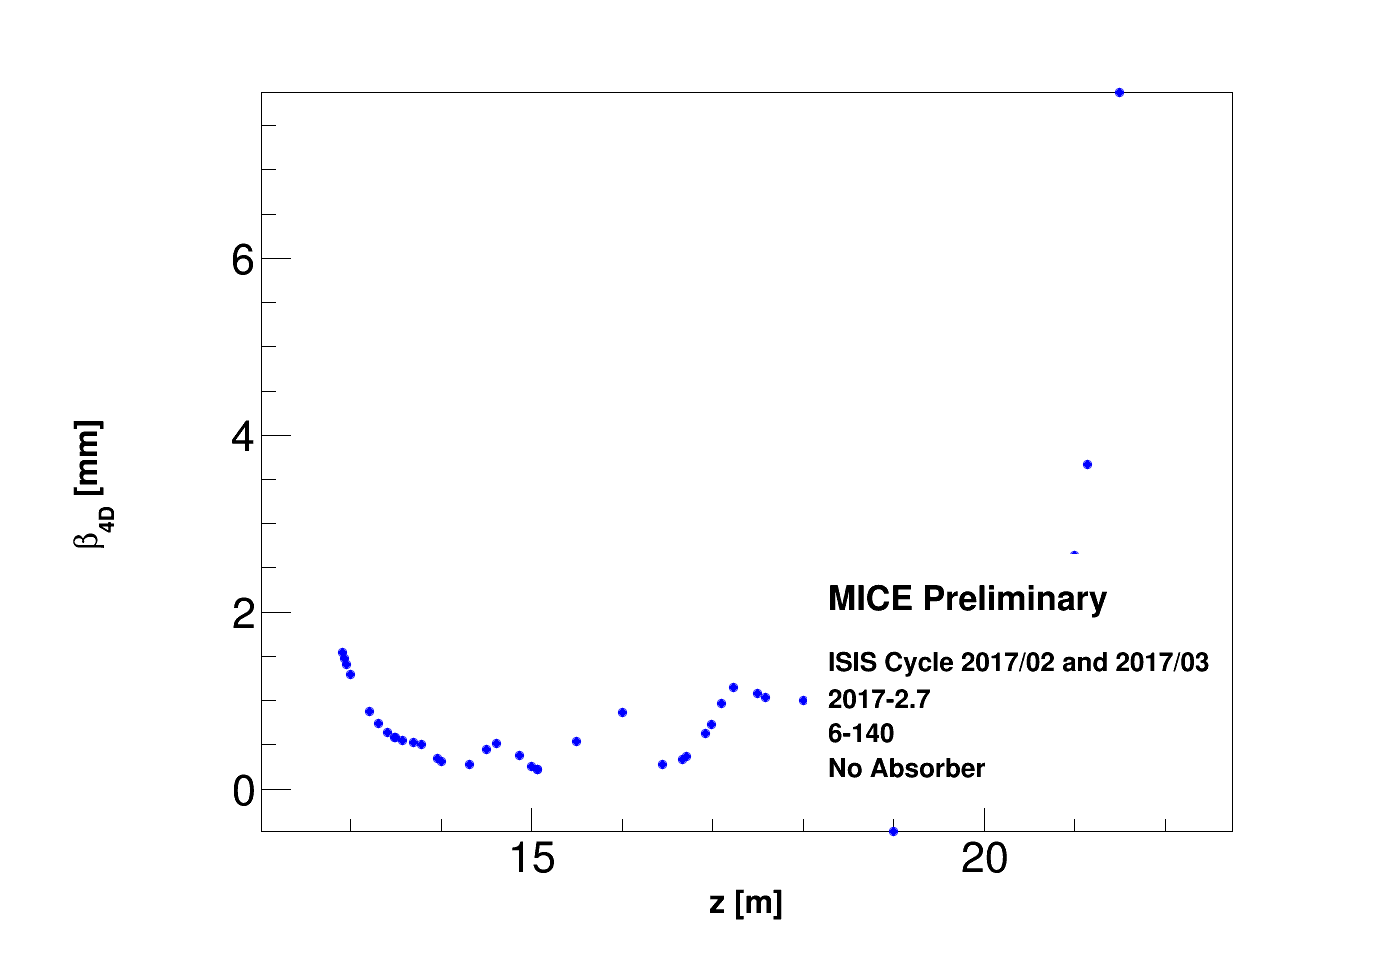 6
4
2
0
β4D [mm]
MICE Preliminary
ISIS Cycle 2017/02 and 2017/03
2017-2.7
6-140
No Absorber
15 20
z [m]